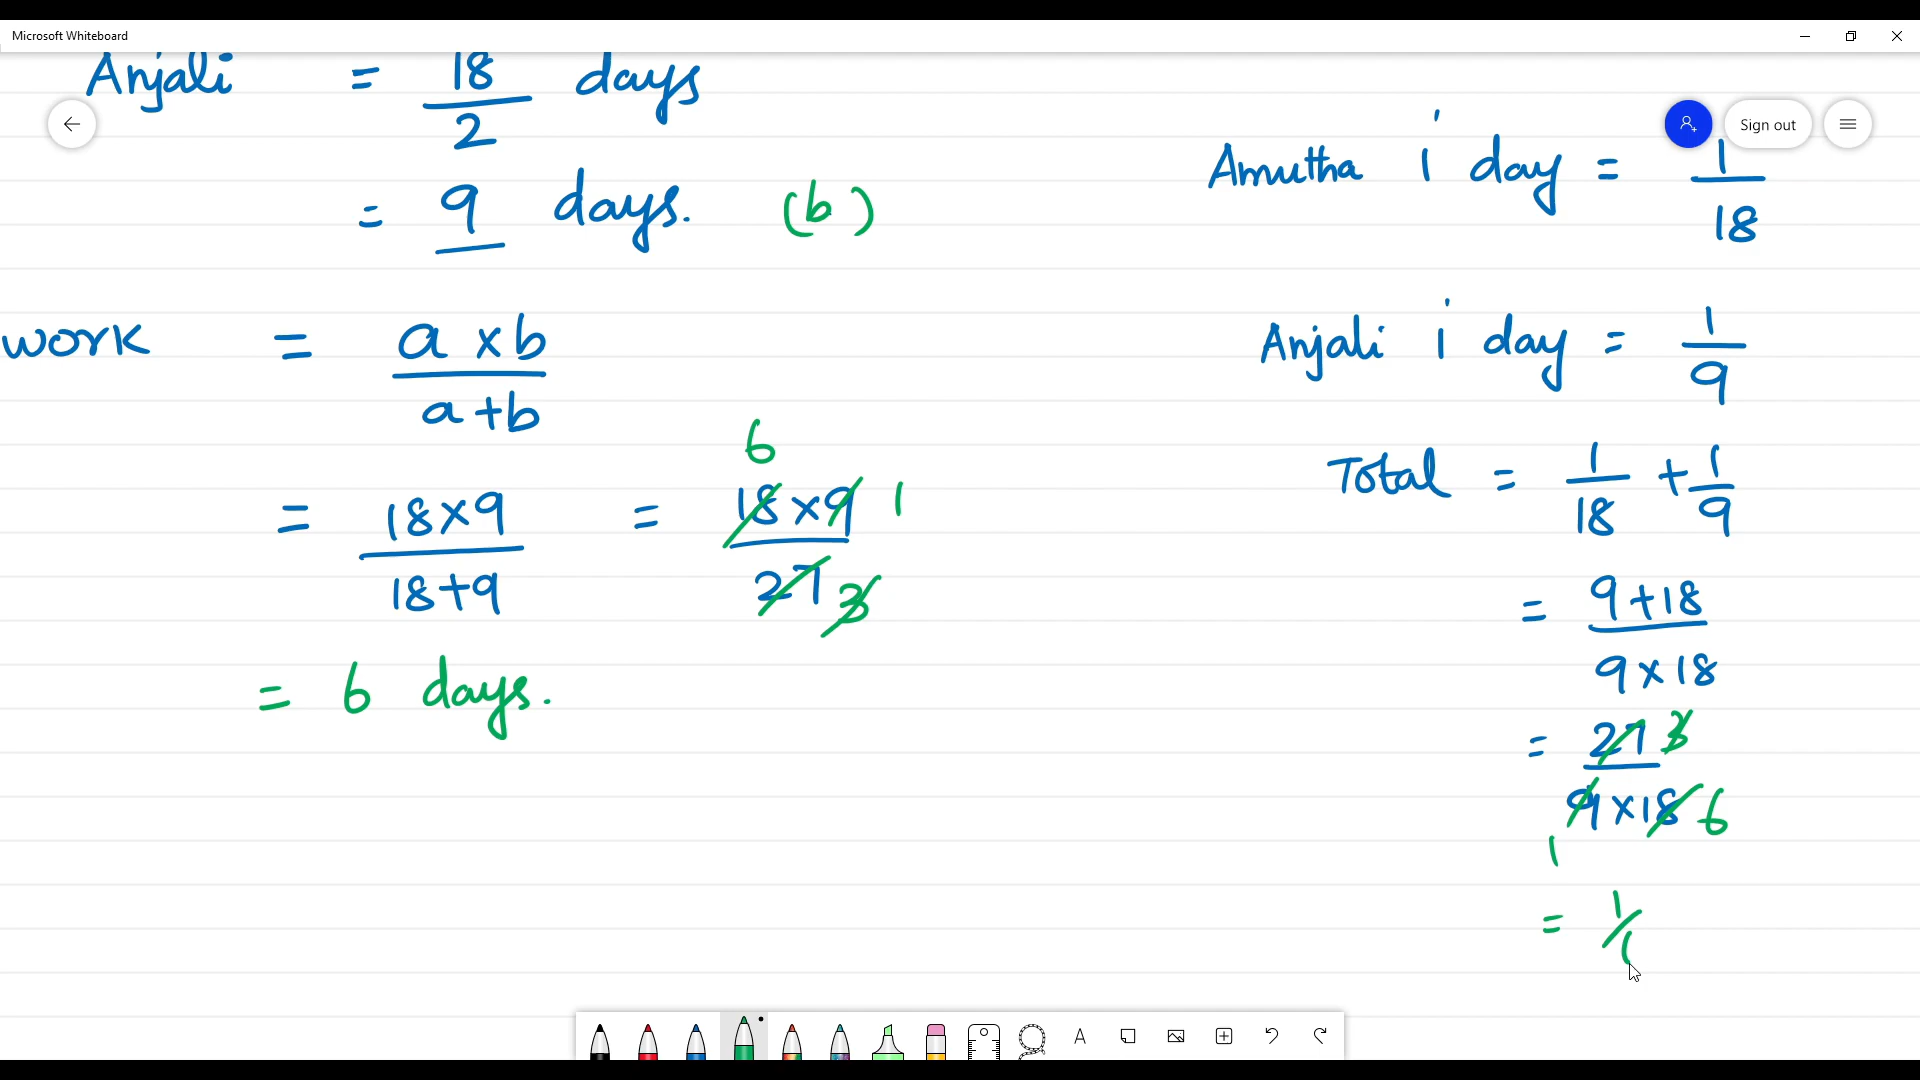 Microsoft Whiteboard
Sign out
Anjali = 18/2 days
= 9 days. (b)
work = a×b/a+b
= 18×9/18+9 = 18×9/27 6 1 3
= 6 days.
Amutha 1 day = 1/18
Anjali 1 day = 1/9
Total = 1/18 + 1/9
= 9+18/9×18
= 27/9×18 3 6
1
= 1/